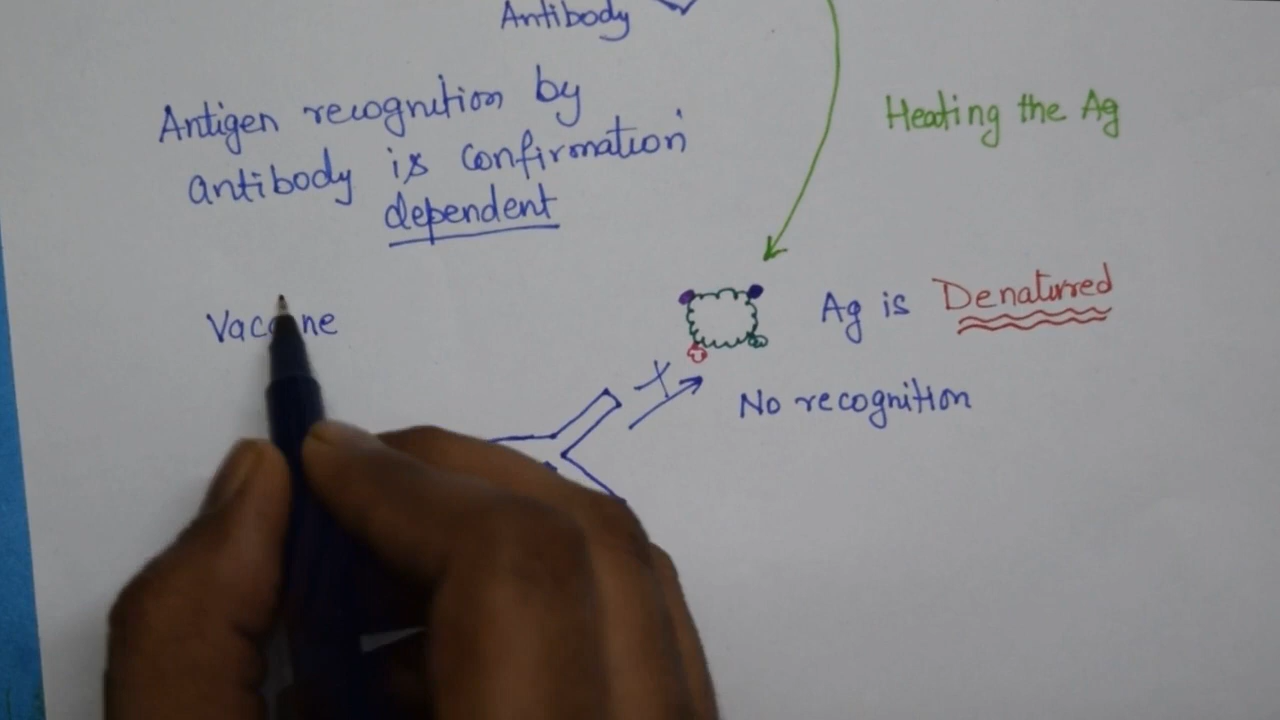 Antibody
Antigen recognition by
antibody is confirmation
dependent
Heating the Ag
Vaccine
Ag is Denatured
No recognition